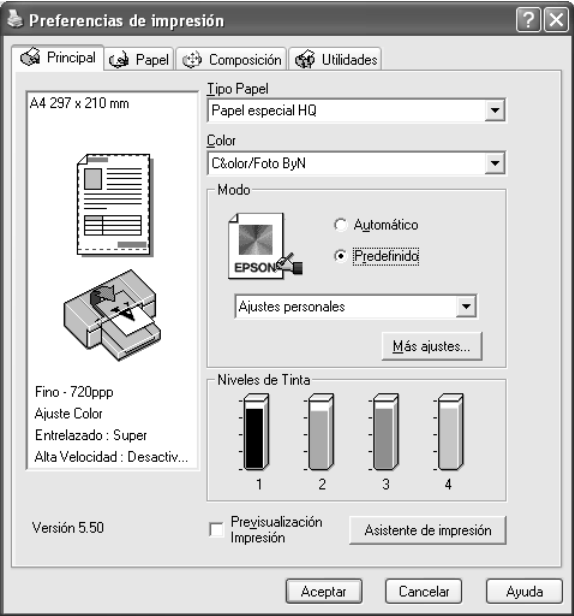 Preferencias de impresión
Principal
Papel
Composición
Utilidades
A4 297 x 210 mm
Tipo Papel
Papel especial HQ
Color
C&olor/Foto ByN
Modo
Automático
EPSON
Predefinido
Ajustes personales
Más ajustes...
Fino - 720ppp
Ajuste Color
Entrelazado : Super
Alta Velocidad : Desactiv...
Niveles de Tinta
1 2 3 4
Versión 5.50
Previsualización
Impresión
Asistente de impresión
Aceptar
Cancelar
Ayuda